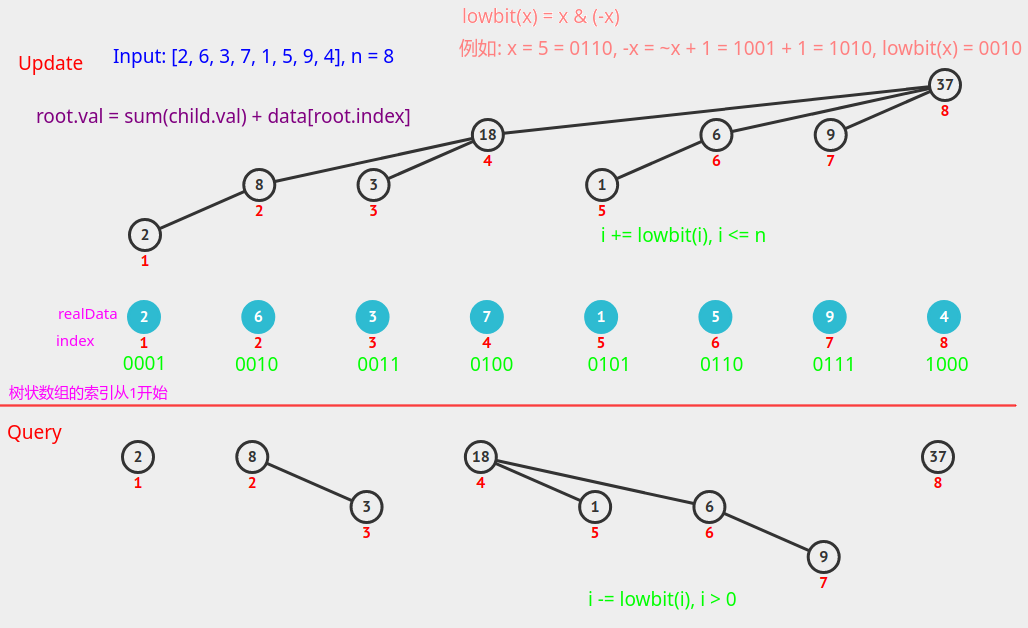 lowbit(x) = x & (-x)
例如: x = 5 = 0110, -x = ~x + 1 = 1001 + 1 = 1010, lowbit(x) = 0010
Update
Input: [2, 6, 3, 7, 1, 5, 9, 4], n = 8
root.val = sum(child.val) + data[root.index]
37
8
18
4
6
6
9
7
8
2
3
3
1
5
2
1
i += lowbit(i), i <= n
realData 2 6 3 7 1 5 9 4
index 1 2 3 4 5 6 7 8
0001 0010 0011 0100 0101 0110 0111 1000
树状数组的索引从1开始
Query
2 8 18 37
1 2 4 8
3 1 6
3 5 6
9
7
i -= lowbit(i), i > 0